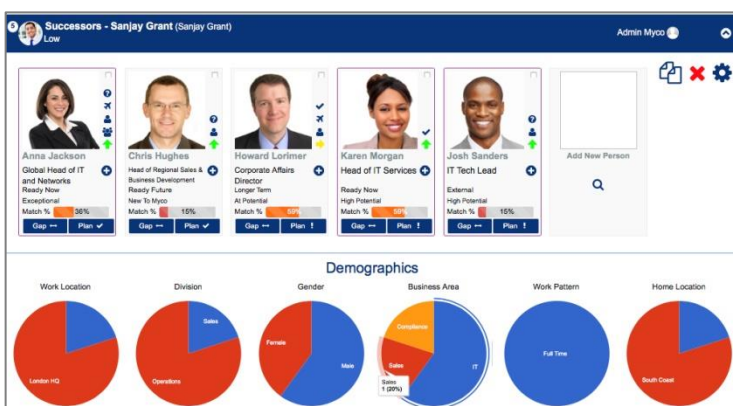 5
Successors - Sanjay Grant (Sanjay Grant)
Low
Admin Myco
Anna Jackson
Global Head of IT
and Networks
Ready Now
Exceptional
Match % 36%
Gap Plan
Chris Hughes
Head of Regional Sales &
Business Development
Ready Future
New To Myco
Match % 15%
Gap Plan
Howard Lorimer
Corporate Affairs
Director
Longer Term
At Potential
Match % 59%
Gap Plan !
Karen Morgan
Head of IT Services
Ready Now
High Potential
Match % 59%
Gap Plan !
Josh Sanders
IT Tech Lead
External
High Potential
Match % 15%
Gap Plan !
Add New Person
Demographics
Work Location
London HQ
Division
Sales
Operations
Gender
Female
Male
Business Area
Compliance
Sales
IT
Sales
1 (20%)
Work Pattern
Full Time
Home Location
South Coast